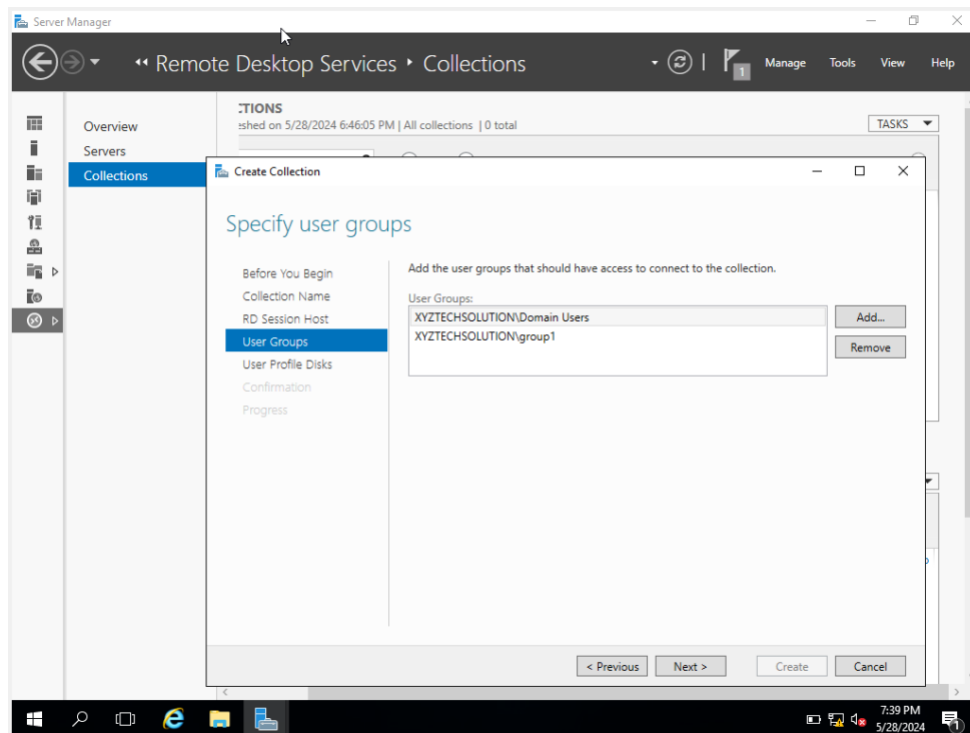 Server Manager
Remote Desktop Services
Collections
1
Manage
Tools
View
Help
Overview
Servers
Collections
CTIONS
eshed on 5/28/2024 6:46:05 PM | All collections | 0 total
TASKS
Create Collection
Specify user groups
Before You Begin
Collection Name
RD Session Host
User Groups
User Profile Disks
Confirmation
Progress
Add the user groups that should have access to connect to the collection.
User Groups:
XYZTECHSOLUTION\Domain Users
XYZTECHSOLUTION\group1
Add...
Remove
< Previous
Next >
Create
Cancel
7:39 PM
5/28/2024
1